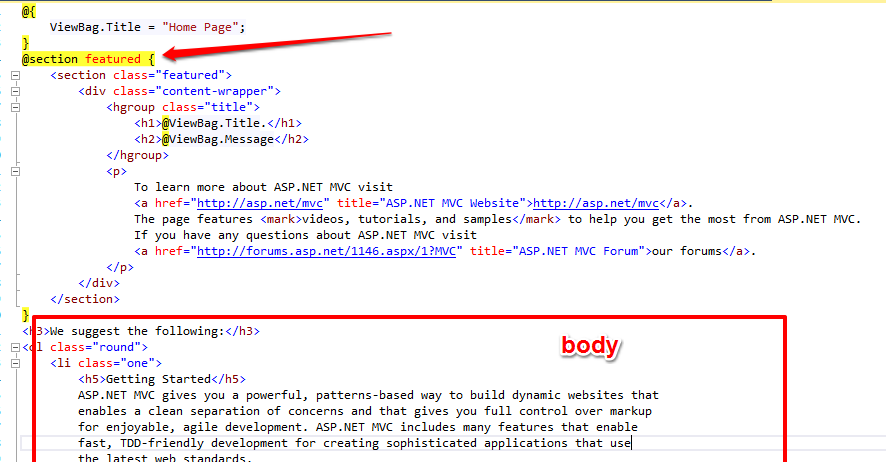 @{
ViewBag.Title = "Home Page";
}
@section featured {
<section class="featured">
<div class="content-wrapper">
<hgroup class="title">
<h1>@ViewBag.Title.</h1>
<h2>@ViewBag.Message</h2>
</hgroup>
<p>
To learn more about ASP.NET MVC visit
<a href="http://asp.net/mvc" title="ASP.NET MVC Website">http://asp.net/mvc</a>.
The page features <mark>videos, tutorials, and samples</mark> to help you get the most from ASP.NET MVC.
If you have any questions about ASP.NET MVC visit
<a href="http://forums.asp.net/1146.aspx/1?MVC" title="ASP.NET MVC Forum">our forums</a>.
</p>
</div>
</section>
}
<h3>We suggest the following:</h3>
<ol class="round">
body
<li class="one">
<h5>Getting Started</h5>
ASP.NET MVC gives you a powerful, patterns-based way to build dynamic websites that
enables a clean separation of concerns and that gives you full control over markup
for enjoyable, agile development. ASP.NET MVC includes many features that enable
fast, TDD-friendly development for creating sophisticated applications that use
the latest web standards.